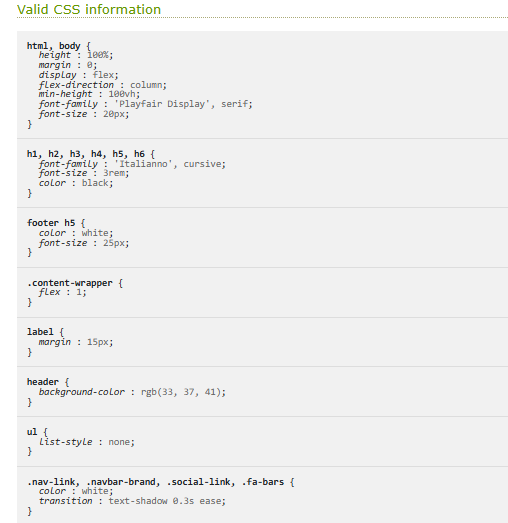 Valid CSS information
html, body {
height : 100%;
margin : 0;
display : flex;
flex-direction : column;
min-height : 100vh;
font-family : 'Playfair Display', serif;
font-size : 20px;
}
h1, h2, h3, h4, h5, h6 {
font-family : 'Italianno', cursive;
font-size : 3rem;
color : black;
}
footer h5 {
color : white;
font-size : 25px;
}
.content-wrapper {
flex : 1;
}
label {
margin : 15px;
}
header {
background-color : rgb(33, 37, 41);
}
ul {
list-style : none;
}
.nav-link, .navbar-brand, .social-link, .fa-bars {
color : white;
transition : text-shadow 0.3s ease;
}